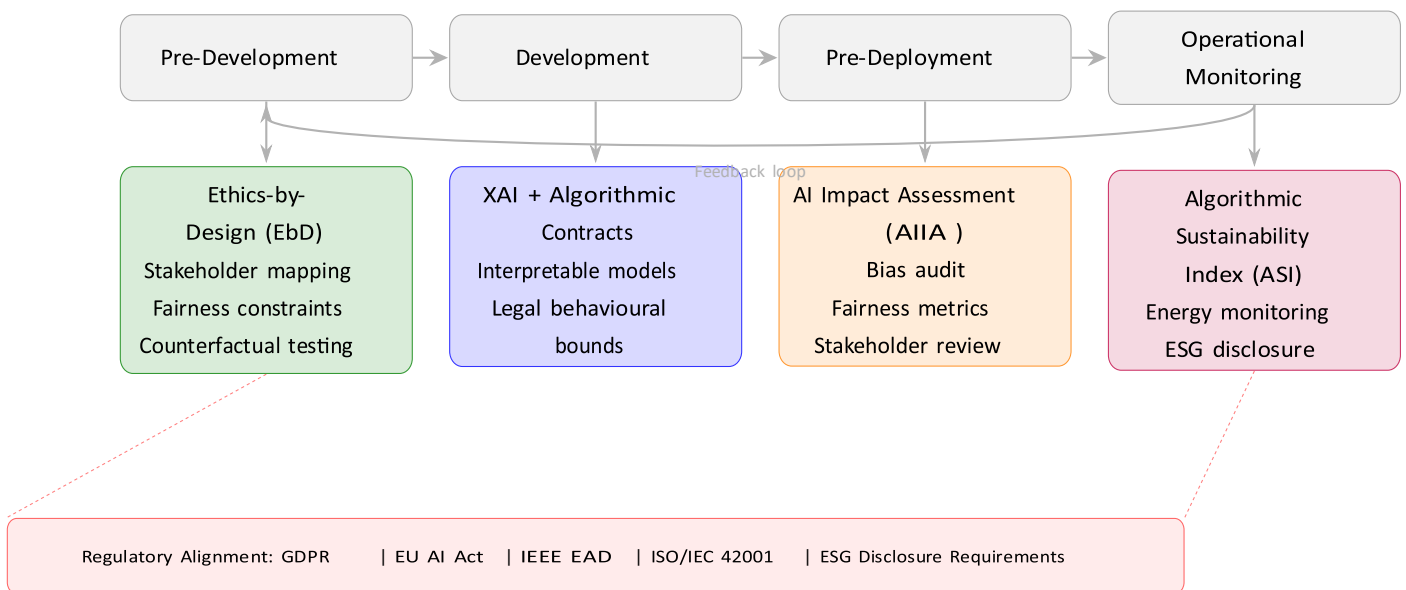 Pre-Development
Development
Pre-Deployment
Operational
Monitoring
Feedback loop
Ethics-by-
Design (EbD)
Stakeholder mapping
Fairness constraints
Counterfactual testing
XAI + Algorithmic
Contracts
Interpretable models
Legal behavioural
bounds
AI Impact Assessment
(AIIA )
Bias audit
Fairness metrics
Stakeholder review
Algorithmic
Sustainability
Index (ASI)
Energy monitoring
ESG disclosure
Regulatory Alignment: GDPR | EU AI Act | IEEE EAD | ISO/IEC 42001 | ESG Disclosure Requirements